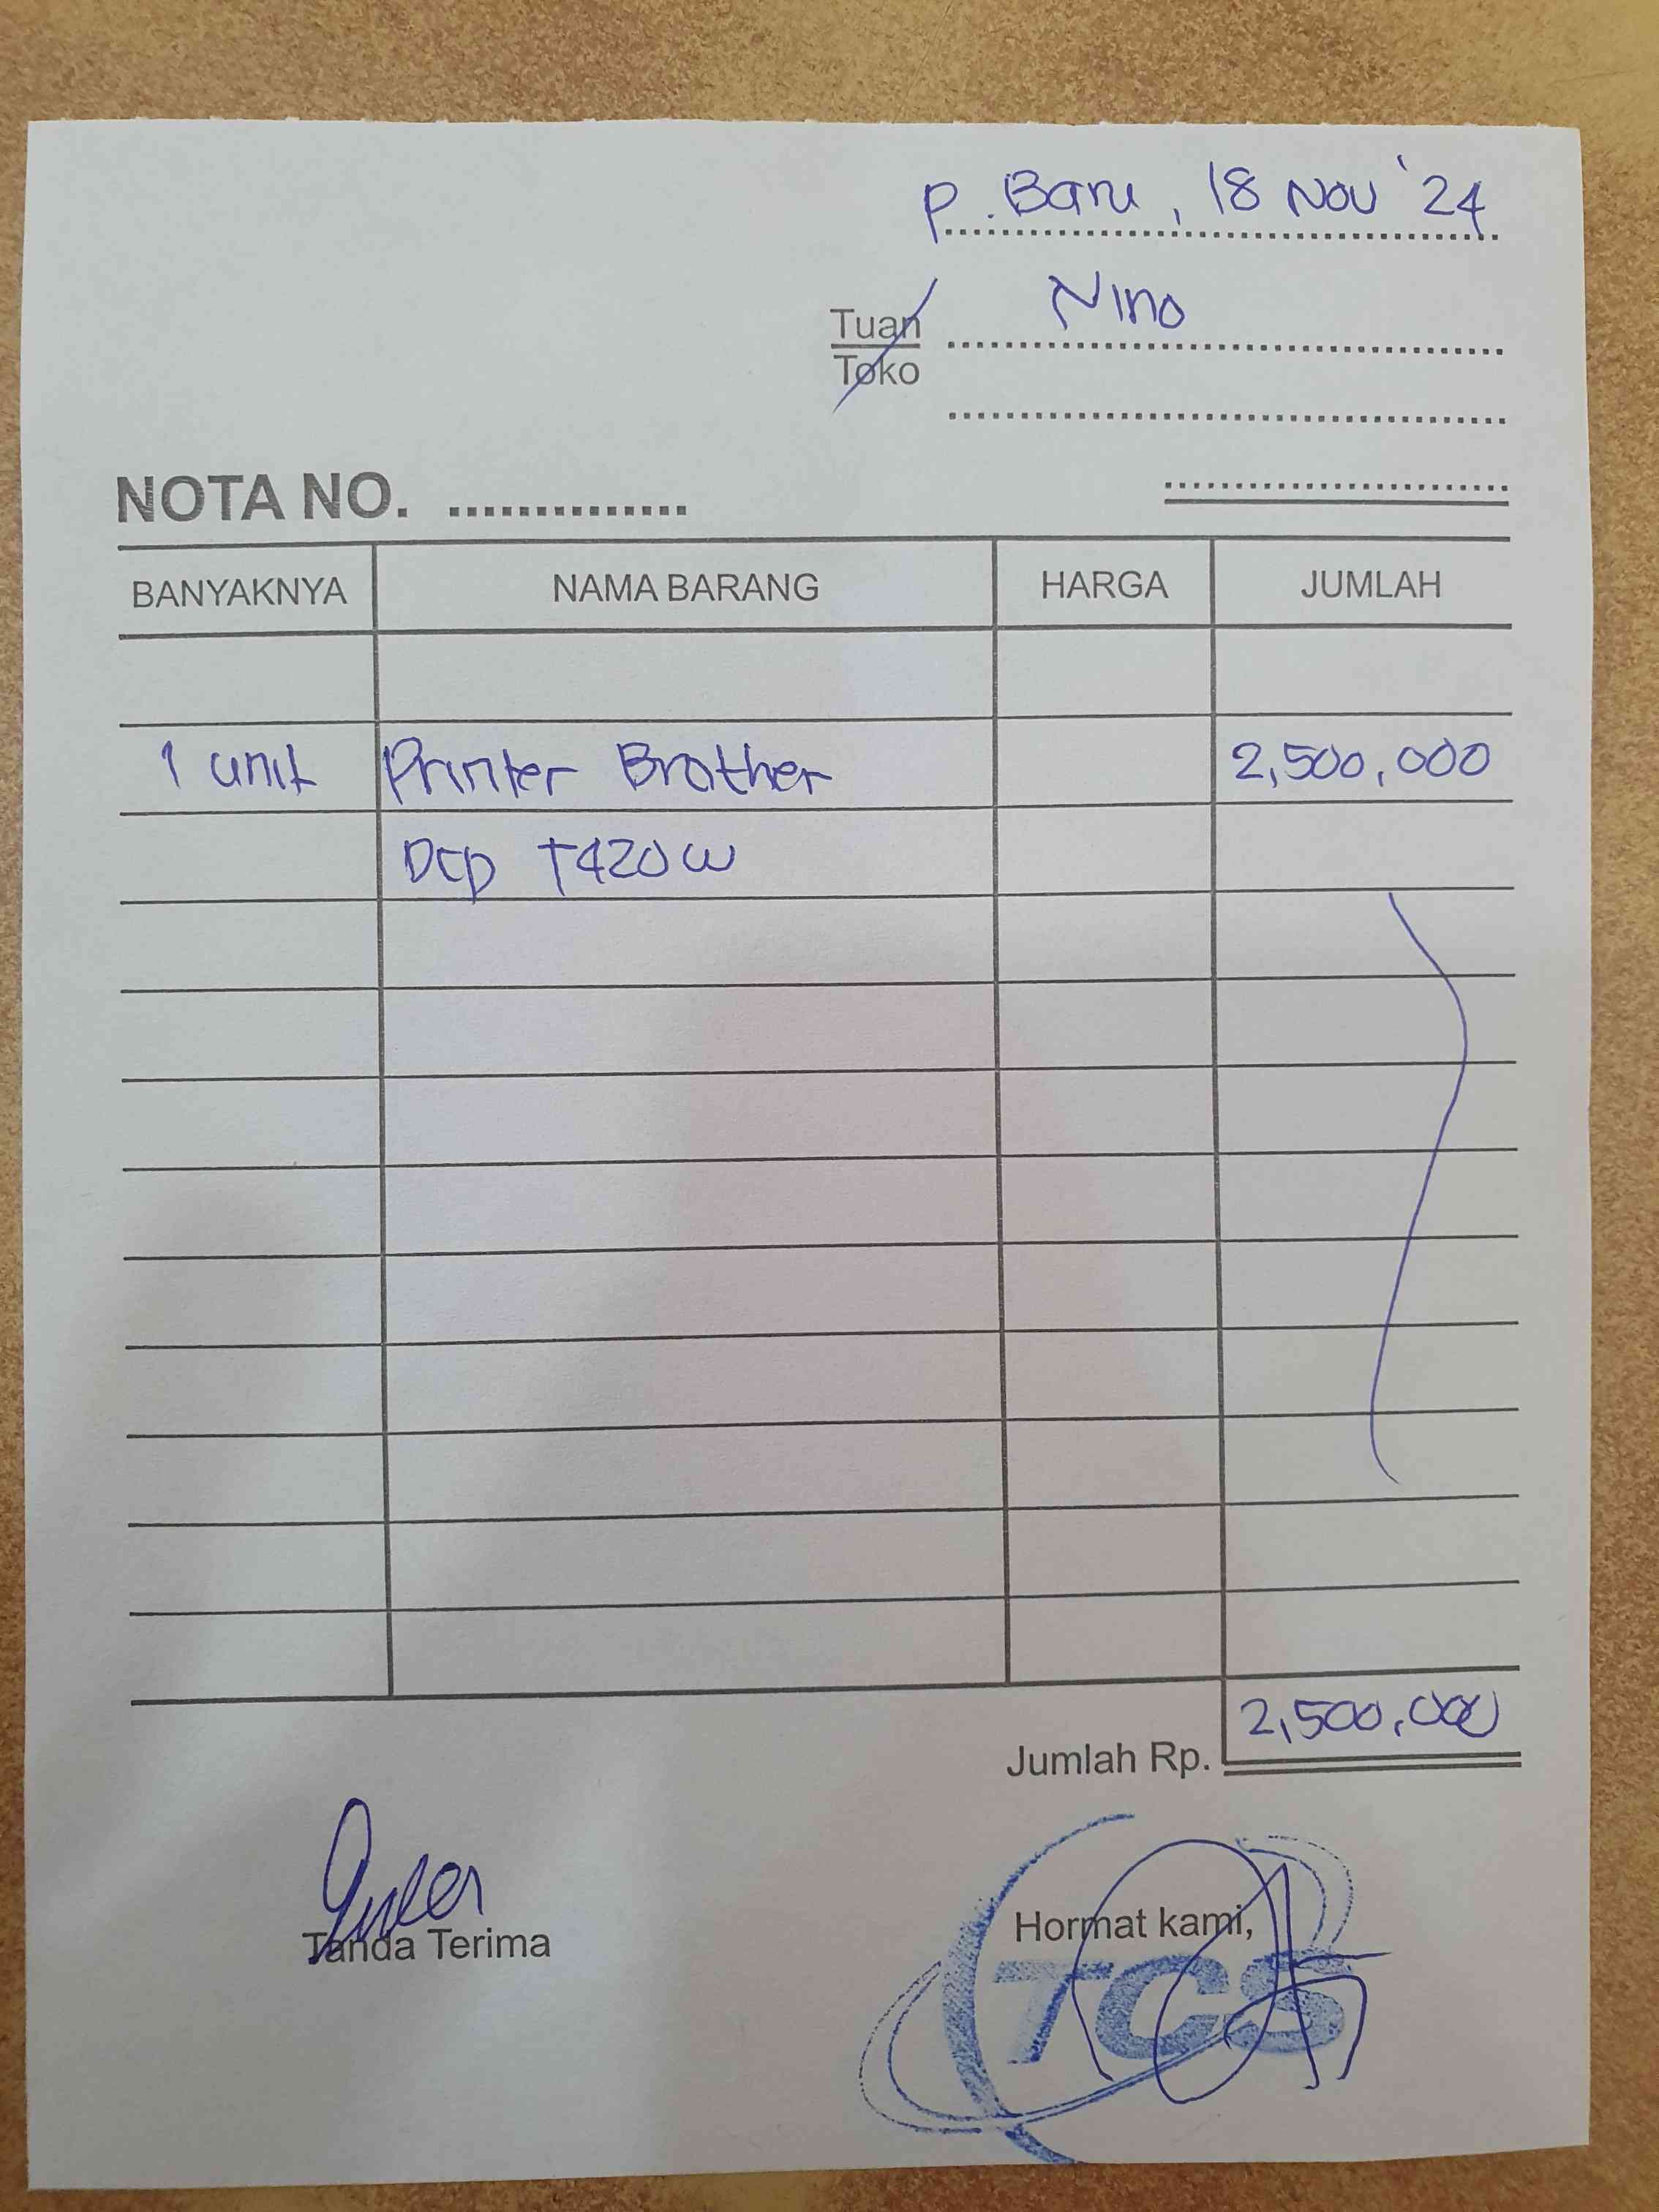 P. Baru, 18 Nov '24
Tuan Nino
Toko
NOTA NO. ..............
BANYAKNYA NAMA BARANG HARGA JUMLAH
1 unit Printer Brother 2,500,000
DCP T420W
Jumlah Rp. 2,500,000
Tanda Terima Hormat kami,
TCS